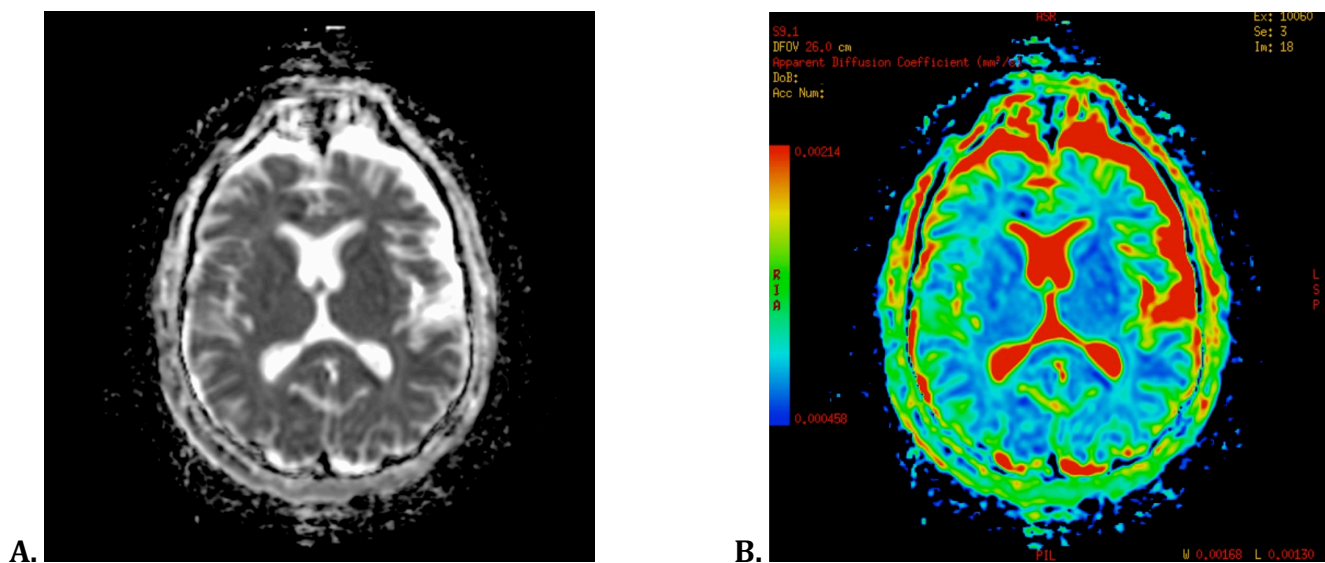 ASR
Ex: 10060
S9.1
Se: 3
DFOV 26.0 cm
Im: 18
Apparent Diffusion Coefficient (mm²/
DoB:
Acc Num:
0.00214
R
I
A
L
S
P
0.000458
A.
B.
PIL
W 0.00168 L 0.00130